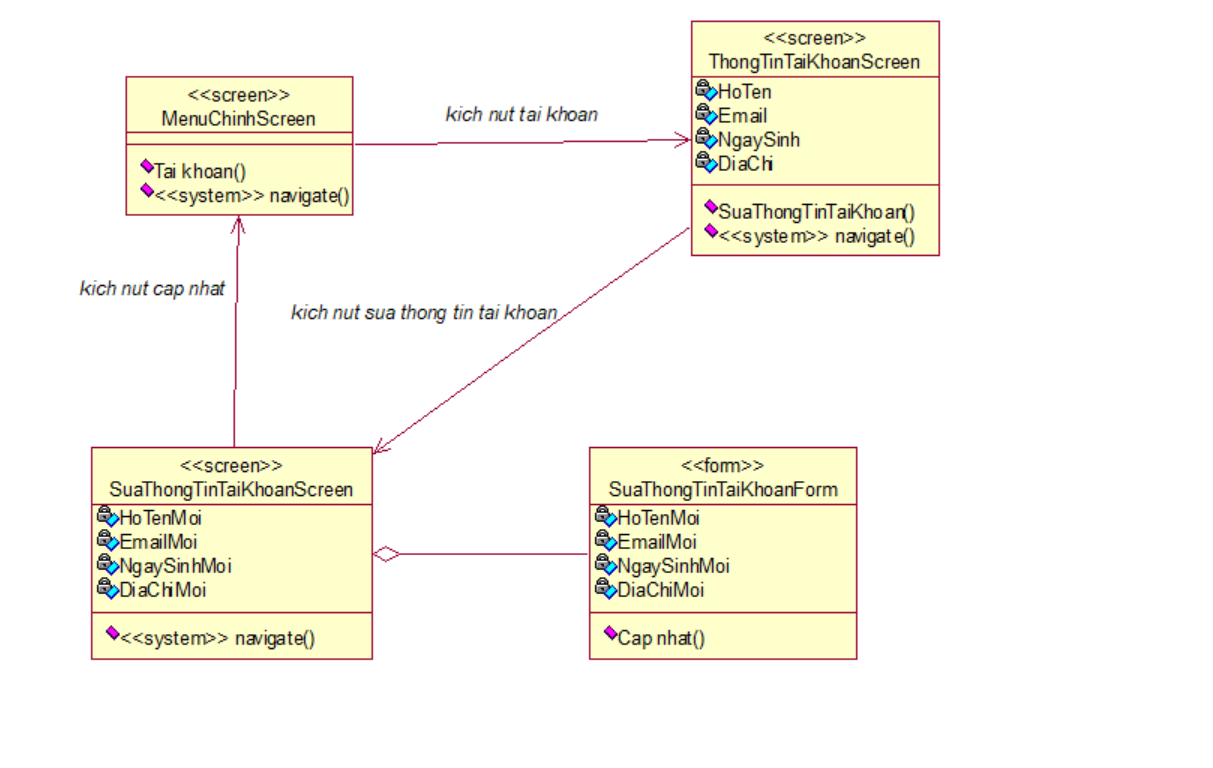 <<screen>>
MenuChinhScreen
Tai khoan()
<<system>> navigate()
kich nut tai khoan
<<screen>>
ThongTinTaiKhoanScreen
HoTen
Email
NgaySinh
DiaChi
SuaThongTinTaiKhoan()
<<system>> navigate()
kich nut cap nhat
kich nut sua thong tin tai khoan
<<screen>>
SuaThongTinTaiKhoanScreen
HoTenMoi
EmailMoi
NgaySinhMoi
DiaChiMoi
<<system>> navigate()
<<form>>
SuaThongTinTaiKhoanForm
HoTenMoi
EmailMoi
NgaySinhMoi
DiaChiMoi
Cap nhat()